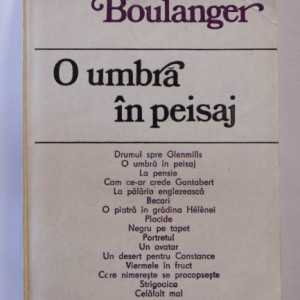 Boulanger
O umbră
în peisaj
Drumul spre Glenmills
O umbră în peisaj
La pensie
Cam ce-ar crede Gontabert
La pălăria englezească
Becari
O piatră în grădina Hélènei
Placide
Negru pe tapet
Portretul
Un avatar
Un desert pentru Constance
Viermele în fruct
Care nimerește se procopsește
Strigoaica
Celălalt mal